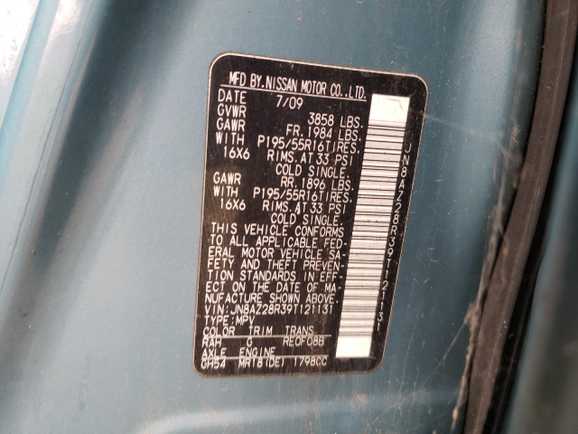 MFD BY.NISSAN MOTOR CO.,LTD.
DATE 7/09
GVWR 3858 LBS.
GAWR FR.1984 LBS.
WITH P195/55R16TIRES.
16X6 RIMS.AT 33 PSI
COLD SINGLE.
GAWR RR.1896 LBS.
WITH P195/55R16TIRES.
16X6 RIMS.AT 33 PSI
COLD SINGLE.
THIS VEHICLE CONFORMS
TO ALL APPLICABLE FED-
ERAL MOTOR VEHICLE SA-
FETY AND THEFT PREVEN-
TION STANDARDS IN EFF-
ECT ON THE DATE OF MA-
NUFACTURE SHOWN ABOVE.
VIN:JN8AZ28R39T121131
TYPE:MPV
COLOR TRIM TRANS
RAH G RE0F08B
AXLE ENGINE
GH54 MR18(DE) 1798CC
JN8AZ28R39T121131